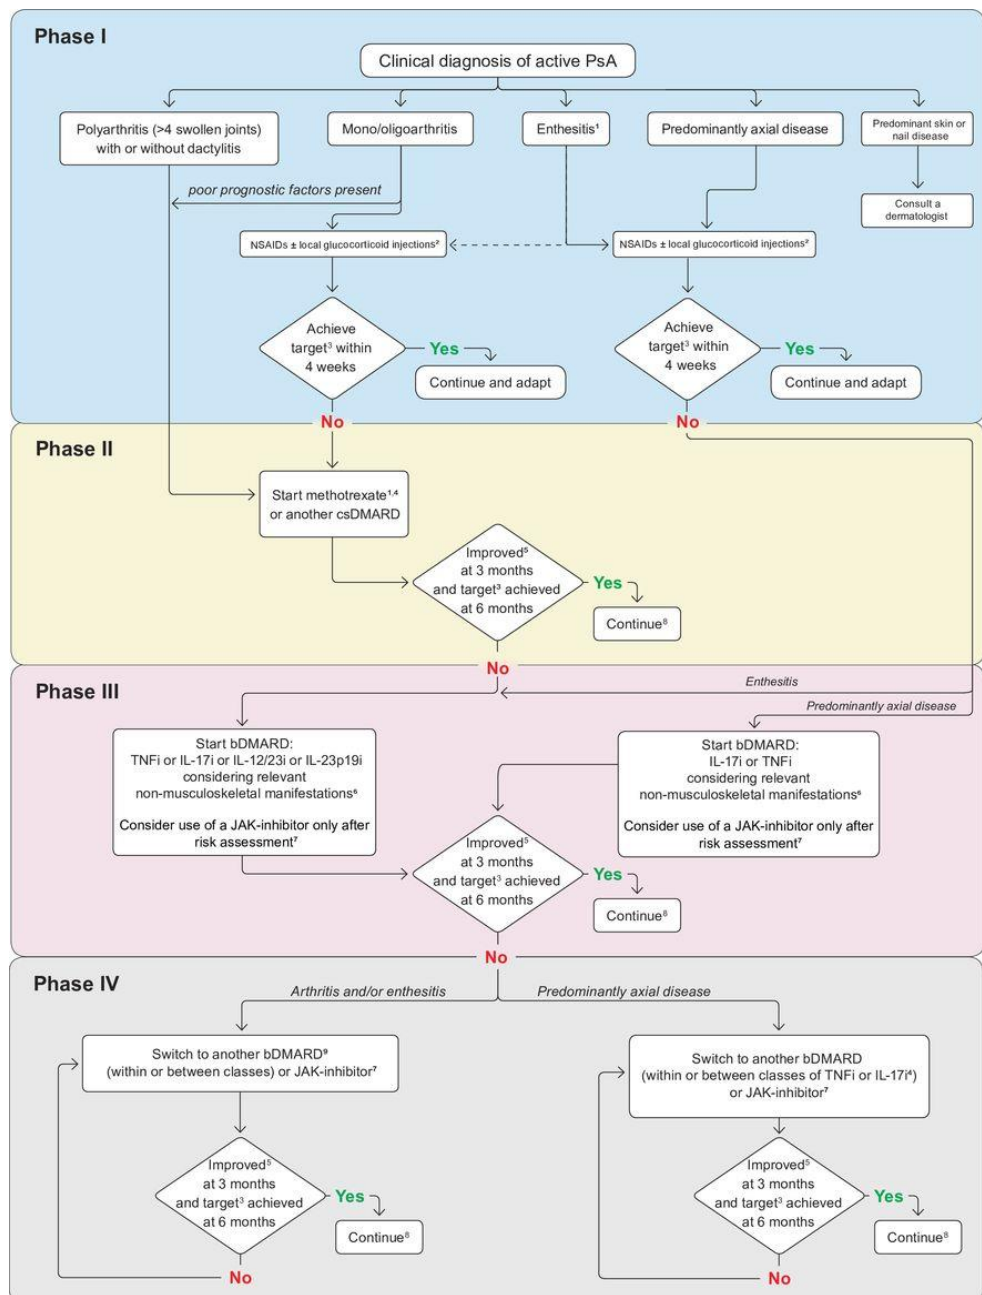 Phase I
Clinical diagnosis of active PsA
Polyarthritis (>4 swollen joints)
with or without dactylitis
Mono/oligoarthritis
Enthesitis¹
Predominantly axial disease
Predominant skin or
nail disease
poor prognostic factors present
Consult a
dermatologist
NSAIDs ± local glucocorticoid injections²
NSAIDs ± local glucocorticoid injections²
Achieve
target³ within
4 weeks
Yes
Continue and adapt
Achieve
target³ within
4 weeks
Yes
Continue and adapt
No
No
Phase II
Start methotrexate¹,⁴
or another csDMARD
Improved⁵
at 3 months
and target³ achieved
at 6 months
Yes
Continue⁸
No
Phase III
Enthesitis
Predominantly axial disease
Start bDMARD:
TNFi or IL-17i or IL-12/23i or IL-23p19i
considering relevant
non-musculoskeletal manifestations⁶
Consider use of a JAK-inhibitor only after
risk assessment⁷
Start bDMARD:
IL-17i or TNFi
considering relevant
non-musculoskeletal manifestations⁶
Consider use of a JAK-inhibitor only after
risk assessment⁷
Improved⁵
at 3 months
and target³ achieved
at 6 months
Yes
Continue⁸
No
Phase IV
Arthritis and/or enthesitis
Predominantly axial disease
Switch to another bDMARD⁹
(within or between classes) or JAK-inhibitor⁷
Switch to another bDMARD
(within or between classes of TNFi or IL-17i⁴)
or JAK-inhibitor⁷
Improved⁵
at 3 months
and target³ achieved
at 6 months
Yes
Continue⁸
No
Improved⁵
at 3 months
and target³ achieved
at 6 months
Yes
Continue⁸
No